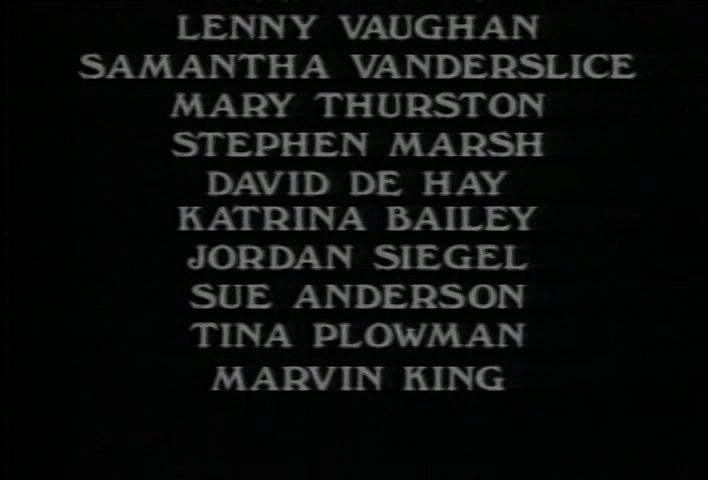 LENNY VAUGHAN
SAMANTHA VANDERSLICE
MARY THURSTON
STEPHEN MARSH
DAVID DE HAY
KATRINA BAILEY
JORDAN SIEGEL
SUE ANDERSON
TINA PLOWMAN
MARVIN KING